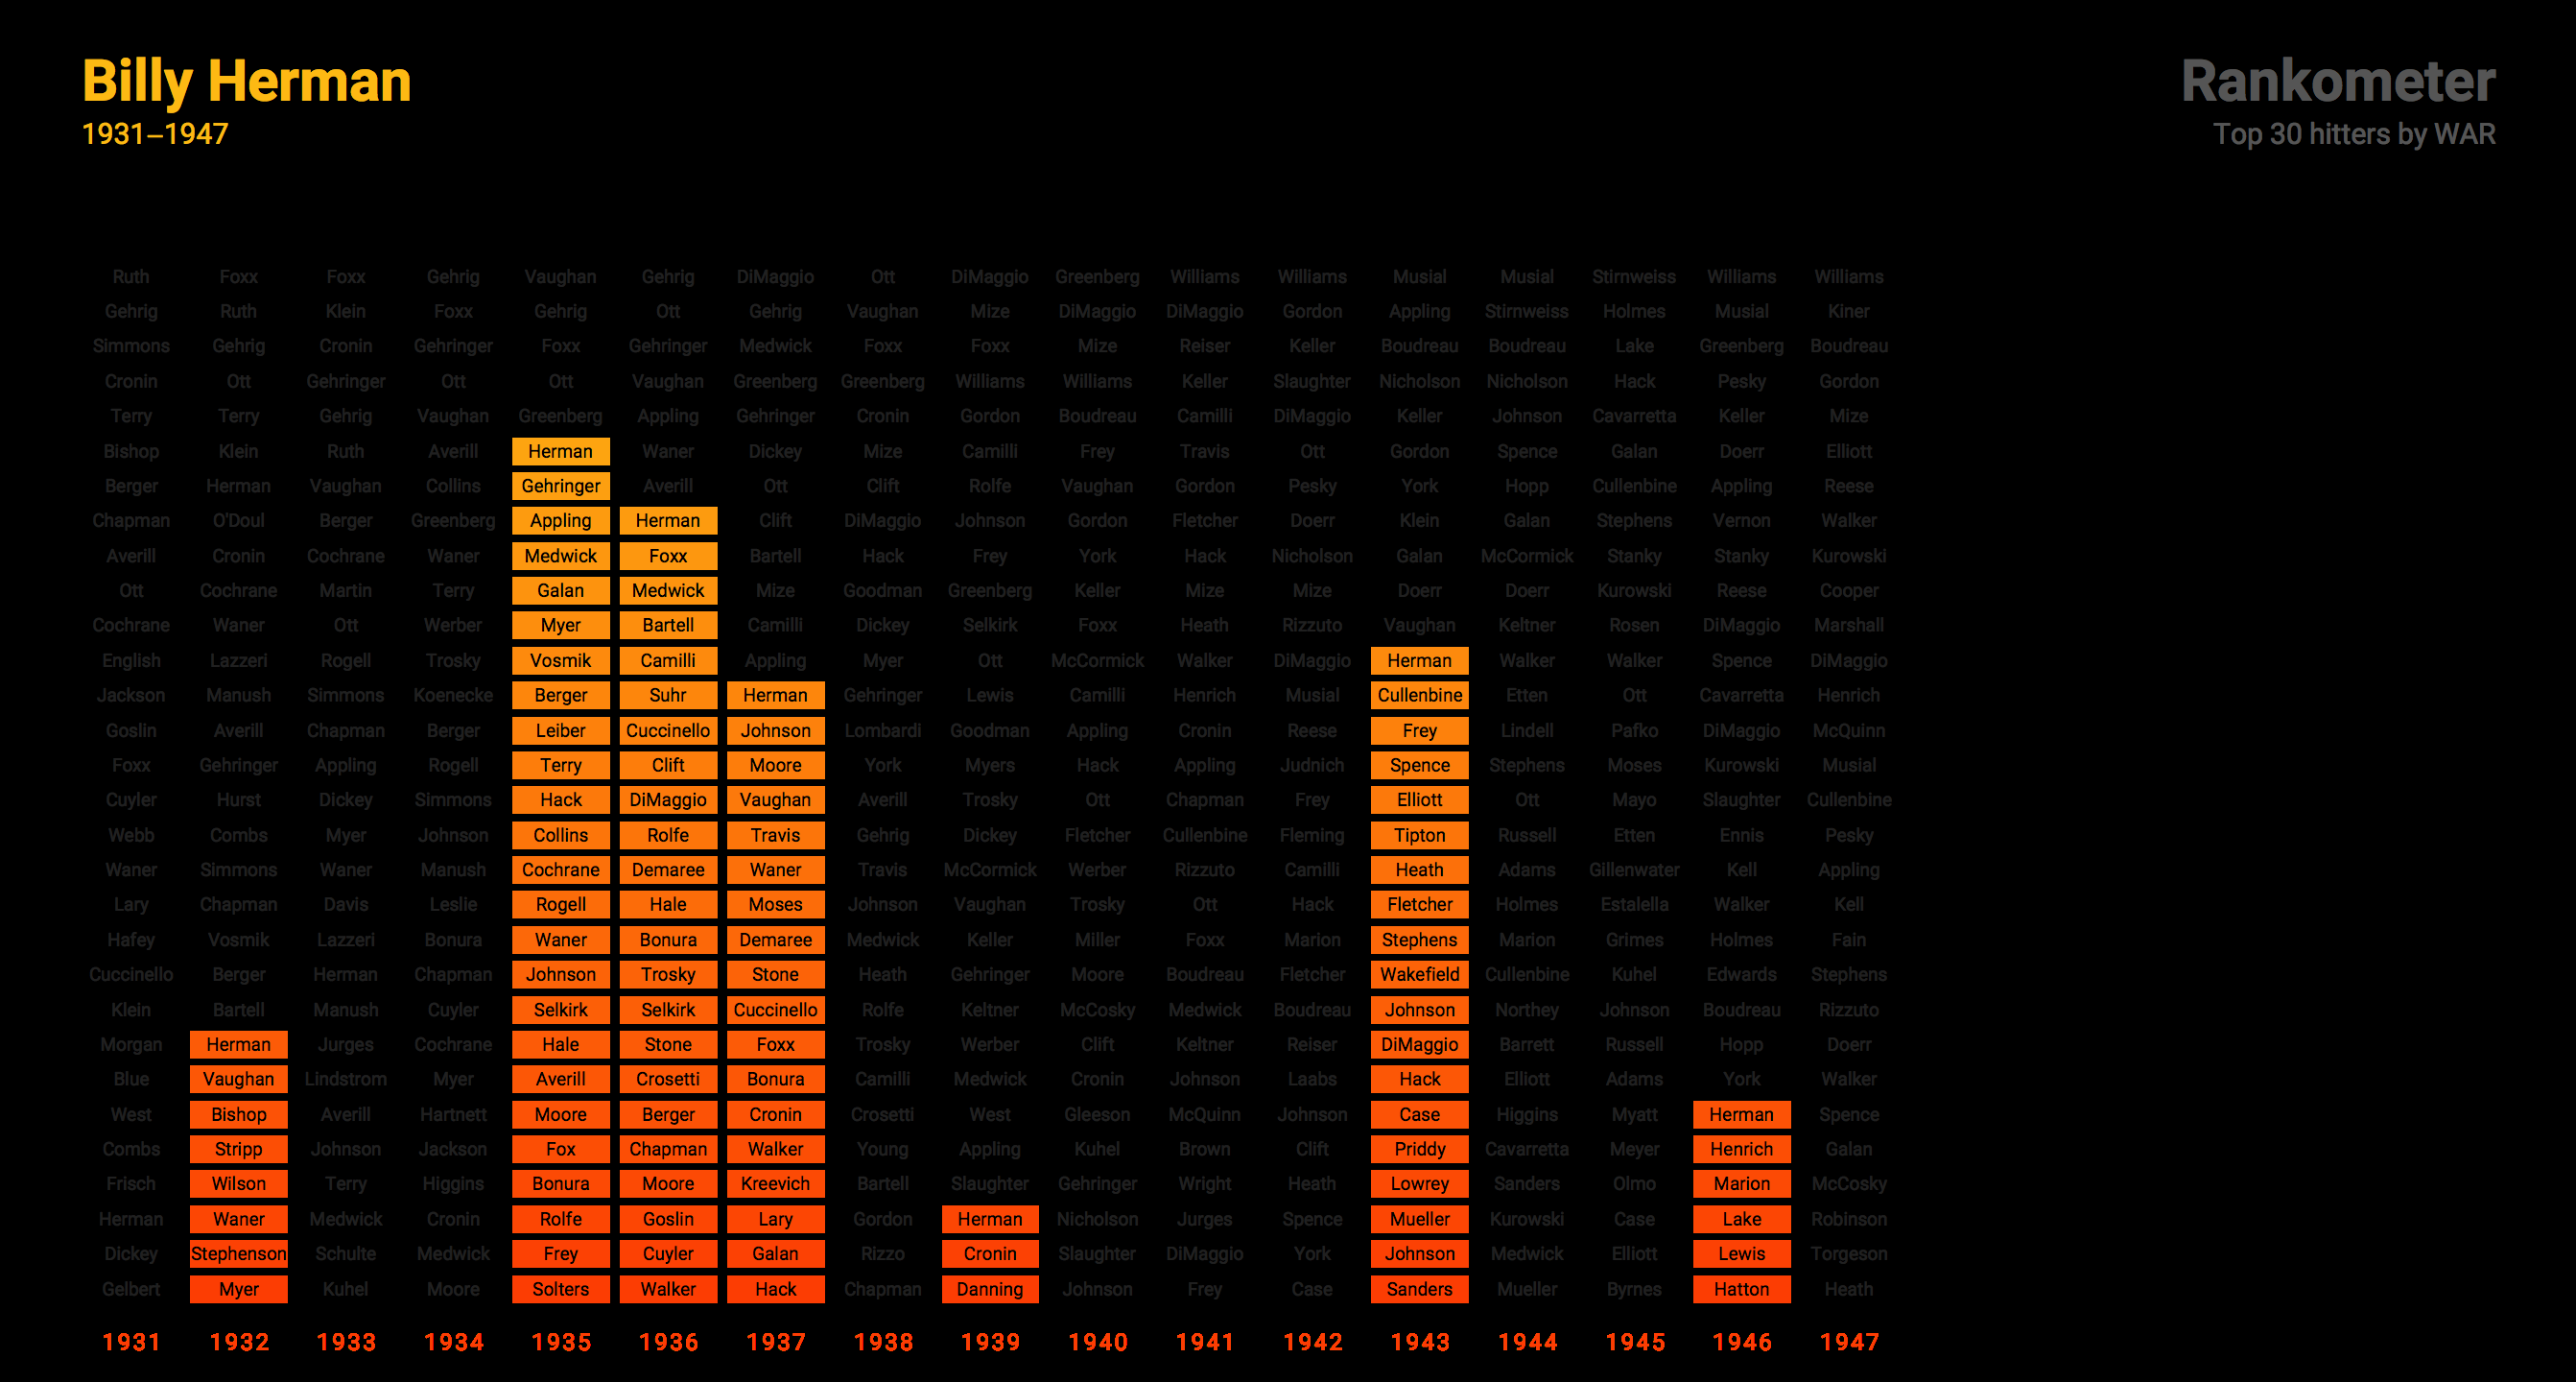 Billy Herman
1931–1947
Rankometer
Top 30 hitters by WAR
Ruth Foxx Foxx Gehrig Vaughan Gehrig DiMaggio Ott DiMaggio Greenberg Williams Williams Musial Musial Stirnweiss Williams Williams
Gehrig Ruth Klein Foxx Gehrig Ott Gehrig Vaughan Mize DiMaggio DiMaggio Gordon Appling Stirnweiss Holmes Musial Kiner
Simmons Gehrig Cronin Gehringer Foxx Gehringer Medwick Foxx Foxx Mize Reiser Keller Boudreau Boudreau Lake Greenberg Boudreau
Cronin Ott Gehringer Ott Ott Vaughan Greenberg Greenberg Williams Williams Keller Slaughter Nicholson Nicholson Hack Pesky Gordon
Terry Terry Gehrig Vaughan Greenberg Appling Gehringer Cronin Gordon Boudreau Camilli DiMaggio Keller Johnson Cavarretta Keller Mize
Bishop Klein Ruth Averill Herman Waner Dickey Mize Camilli Frey Travis Ott Gordon Spence Galan Doerr Elliott
Berger Herman Vaughan Collins Gehringer Averill Ott Clift Rolfe Vaughan Gordon Pesky York Hopp Cullenbine Appling Reese
Chapman O'Doul Berger Greenberg Appling Herman Clift DiMaggio Johnson Gordon Fletcher Doerr Klein Galan Stephens Vernon Walker
Averill Cronin Cochrane Waner Medwick Foxx Bartell Hack Frey York Hack Nicholson Galan McCormick Stanky Stanky Kurowski
Ott Cochrane Martin Terry Galan Medwick Mize Goodman Greenberg Keller Mize Mize Doerr Doerr Kurowski Reese Cooper
Cochrane Waner Ott Werber Myer Bartell Camilli Dickey Selkirk Foxx Heath Rizzuto Vaughan Keltner Rosen DiMaggio Marshall
English Lazzeri Rogell Trosky Vosmik Camilli Appling Myer Ott McCormick Walker DiMaggio Herman Walker Walker Spence DiMaggio
Jackson Manush Simmons Koenecke Berger Suhr Herman Gehringer Lewis Camilli Henrich Musial Cullenbine Etten Ott Cavarretta Henrich
Goslin Averill Chapman Berger Leiber Cuccinello Johnson Lombardi Goodman Appling Cronin Reese Frey Lindell Pafko DiMaggio McQuinn
Foxx Gehringer Appling Rogell Terry Clift Moore York Myers Hack Appling Judnich Spence Stephens Moses Kurowski Musial
Cuyler Hurst Dickey Simmons Hack DiMaggio Vaughan Averill Trosky Ott Chapman Frey Elliott Ott Mayo Slaughter Cullenbine
Webb Combs Myer Johnson Collins Rolfe Travis Gehrig Dickey Fletcher Cullenbine Fleming Tipton Russell Etten Ennis Pesky
Waner Simmons Waner Manush Cochrane Demaree Waner Travis McCormick Werber Rizzuto Camilli Heath Adams Gillenwater Kell Appling
Lary Chapman Davis Leslie Rogell Hale Moses Johnson Vaughan Trosky Ott Hack Fletcher Holmes Estalella Walker Kell
Hafey Vosmik Lazzeri Bonura Waner Bonura Demaree Medwick Keller Miller Foxx Marion Stephens Marion Grimes Holmes Fain
Cuccinello Berger Herman Chapman Johnson Trosky Stone Heath Gehringer Moore Boudreau Fletcher Wakefield Cullenbine Kuhel Edwards Stephens
Klein Bartell Manush Cuyler Selkirk Selkirk Cuccinello Rolfe Keltner McCosky Medwick Boudreau Johnson Northey Johnson Boudreau Rizzuto
Morgan Herman Jurges Cochrane Hale Stone Foxx Trosky Werber Clift Keltner Reiser DiMaggio Barrett Russell Hopp Doerr
Blue Vaughan Lindstrom Myer Averill Crosetti Bonura Camilli Medwick Cronin Johnson Laabs Hack Elliott Adams York Walker
West Bishop Averill Hartnett Moore Berger Cronin Crosetti West Gleeson McQuinn Johnson Case Higgins Myatt Herman Spence
Combs Stripp Johnson Jackson Fox Chapman Walker Young Appling Kuhel Brown Clift Priddy Cavarretta Meyer Henrich Galan
Frisch Wilson Terry Higgins Bonura Moore Kreevich Bartell Slaughter Gehringer Wright Heath Lowrey Sanders Olmo Marion McCosky
Herman Waner Medwick Cronin Rolfe Goslin Lary Gordon Herman Nicholson Jurges Spence Mueller Kurowski Case Lake Robinson
Dickey Stephenson Schulte Medwick Frey Cuyler Galan Rizzo Cronin Slaughter DiMaggio York Johnson Medwick Elliott Lewis Torgeson
Gelbert Myer Kuhel Moore Solters Walker Hack Chapman Danning Johnson Frey Case Sanders Mueller Byrnes Hatton Heath
1931 1932 1933 1934 1935 1936 1937 1938 1939 1940 1941 1942 1943 1944 1945 1946 1947